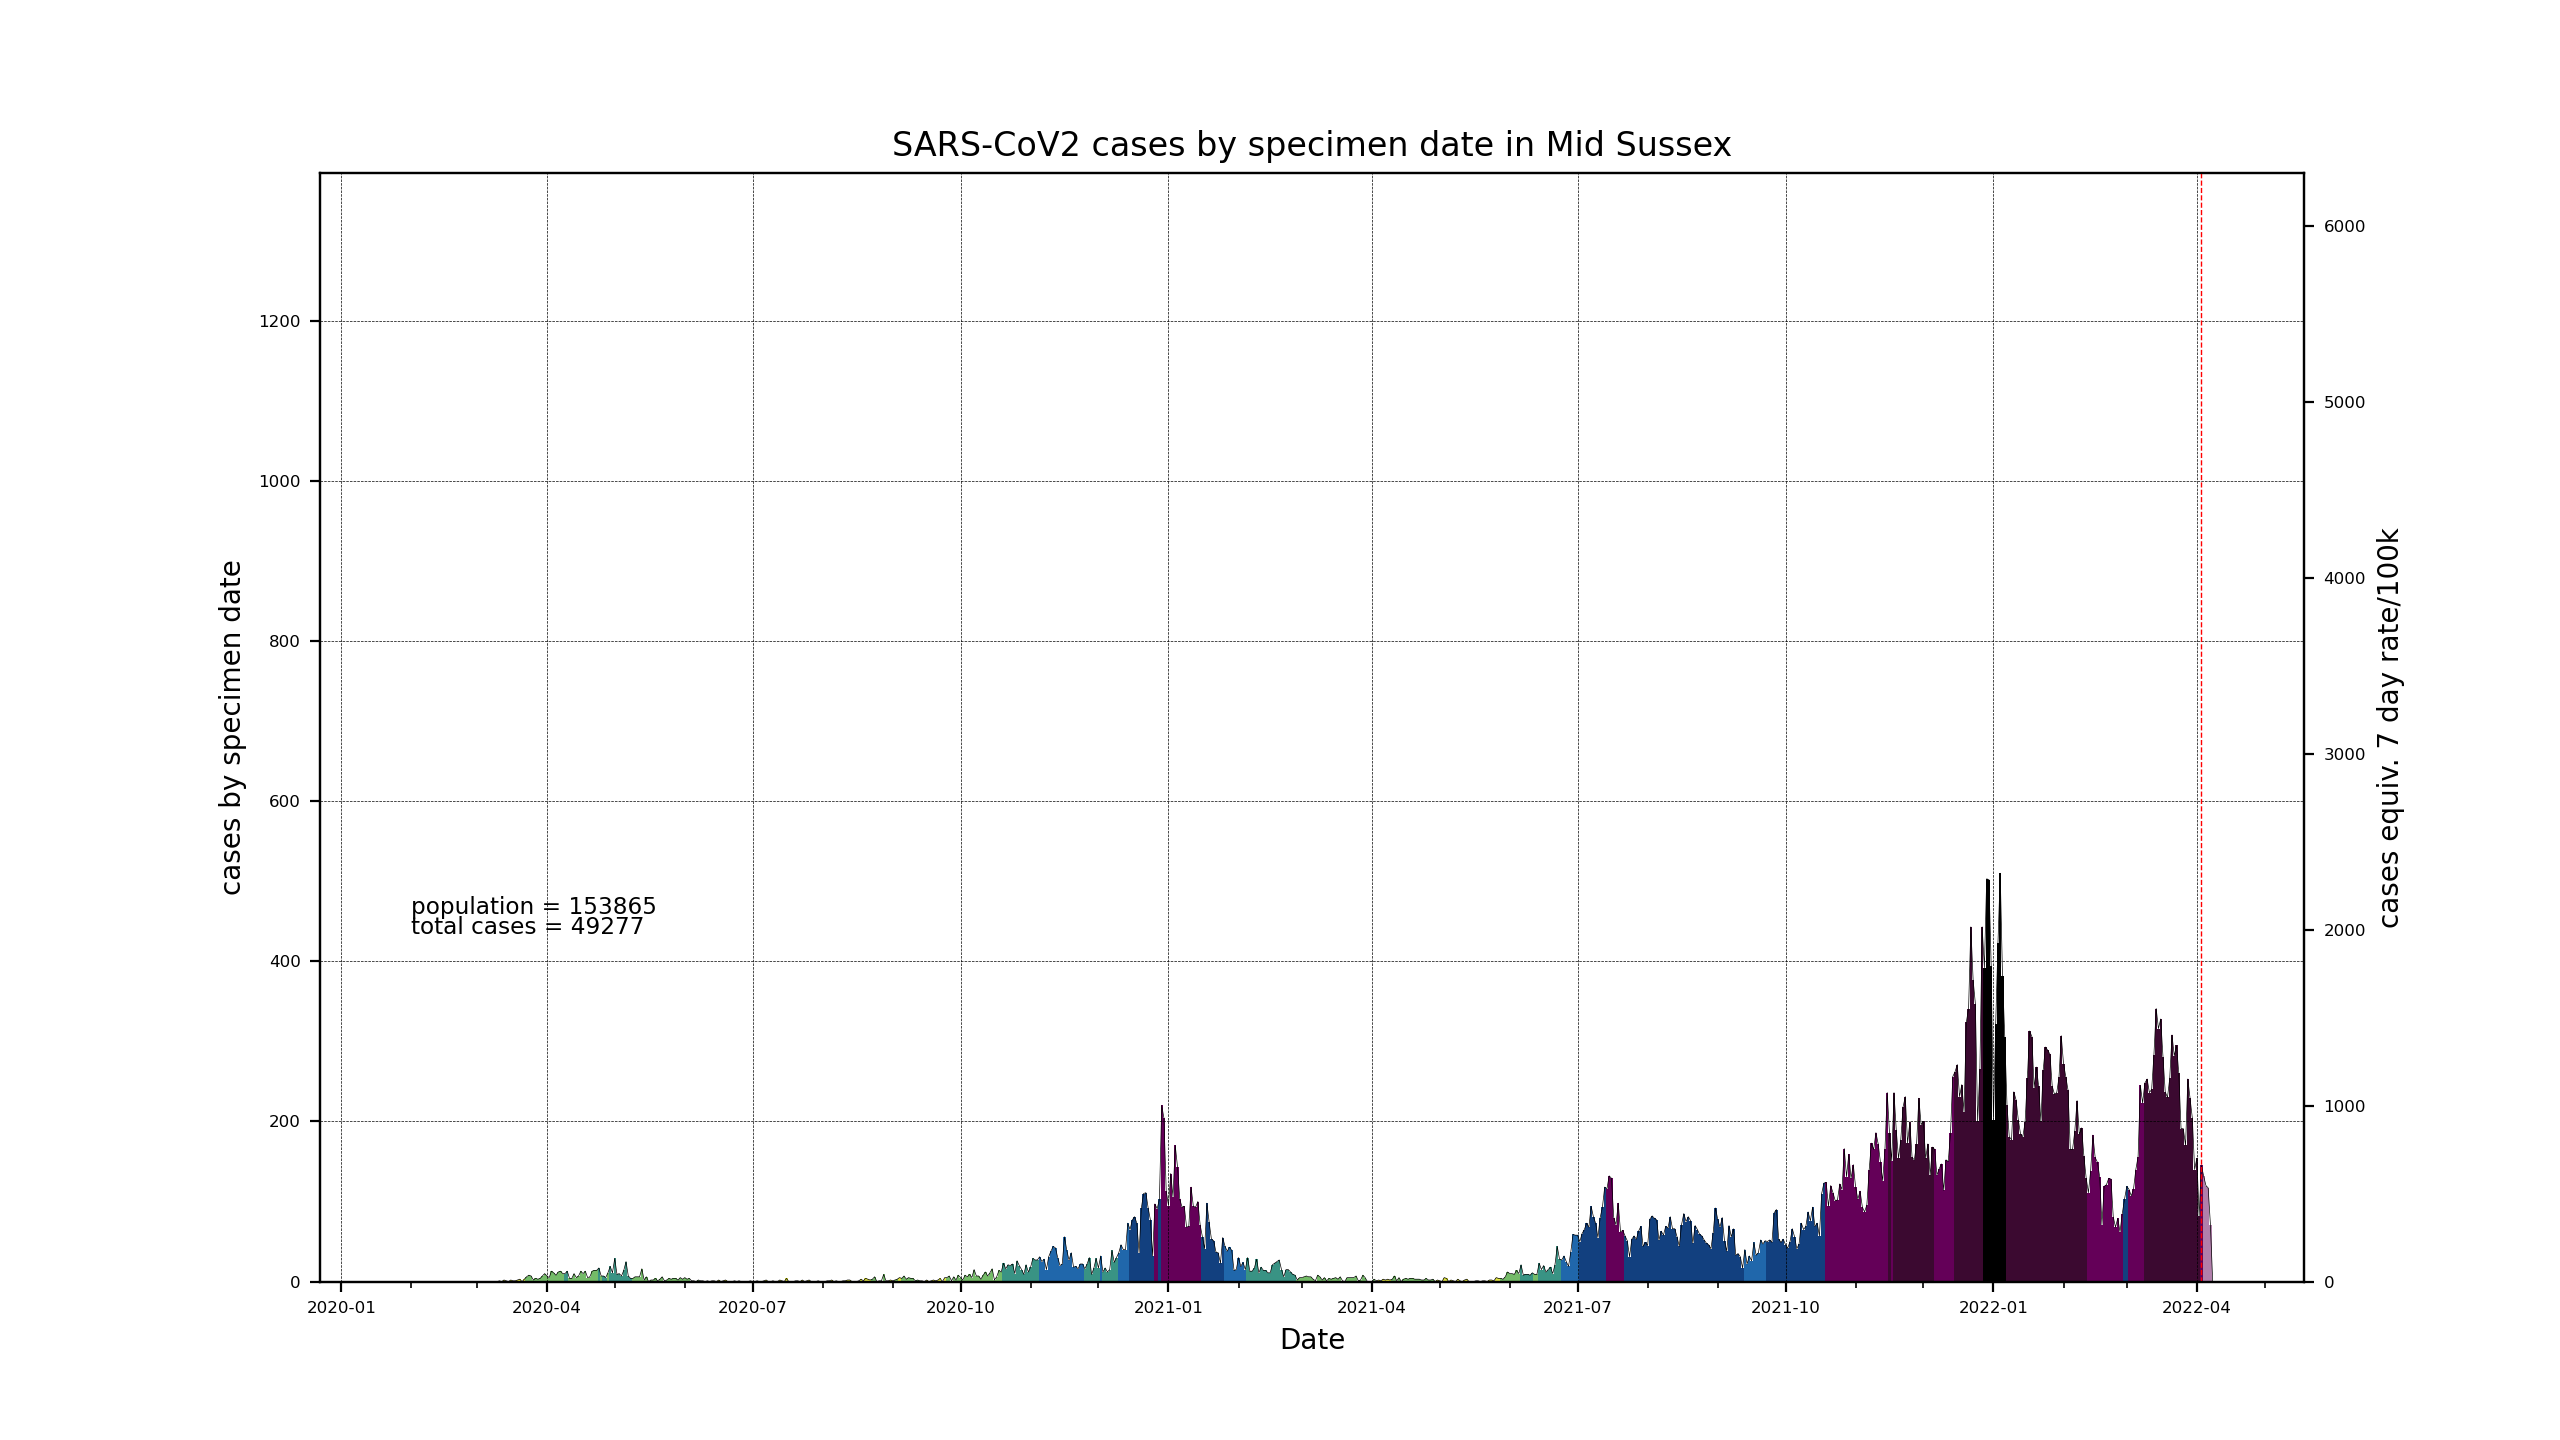 SARS-CoV2 cases by specimen date in Mid Sussex
cases by specimen date
1200
1000
800
600
400
200
0
population = 153865
total cases = 49277
6000
5000
4000
3000
2000
1000
0
cases equiv. 7 day rate/100k
2020-01 2020-04 2020-07 2020-10 2021-01 2021-04 2021-07 2021-10 2022-01 2022-04
Date